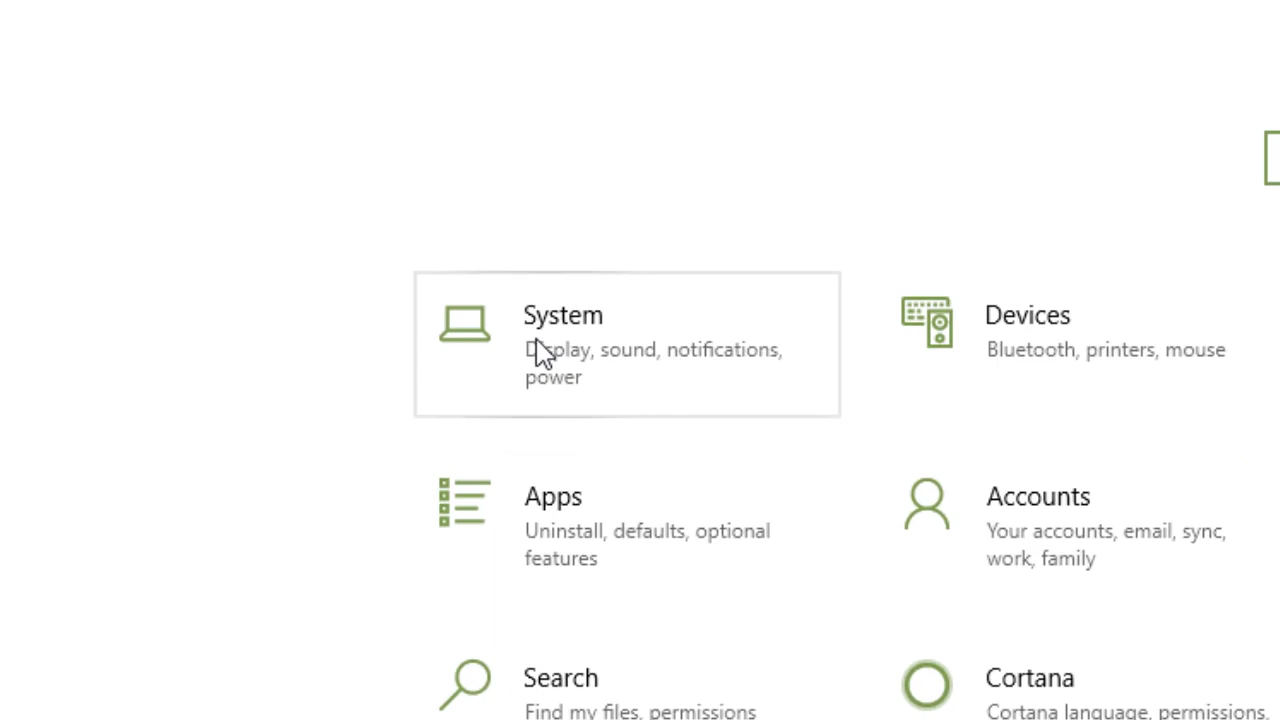 System
Display, sound, notifications,
power
Devices
Bluetooth, printers, mouse
Apps
Uninstall, defaults, optional
features
Accounts
Your accounts, email, sync,
work, family
Search
Find my files, permissions
Cortana
Cortana language, permissions,